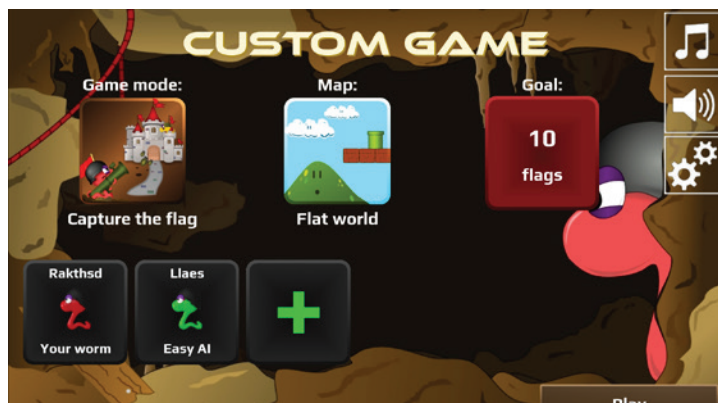 CUSTOM GAME
Game mode: Map: Goal:
10
flags
Capture the flag Flat world
Rakthsd Llaes
Your worm Easy AI
Play